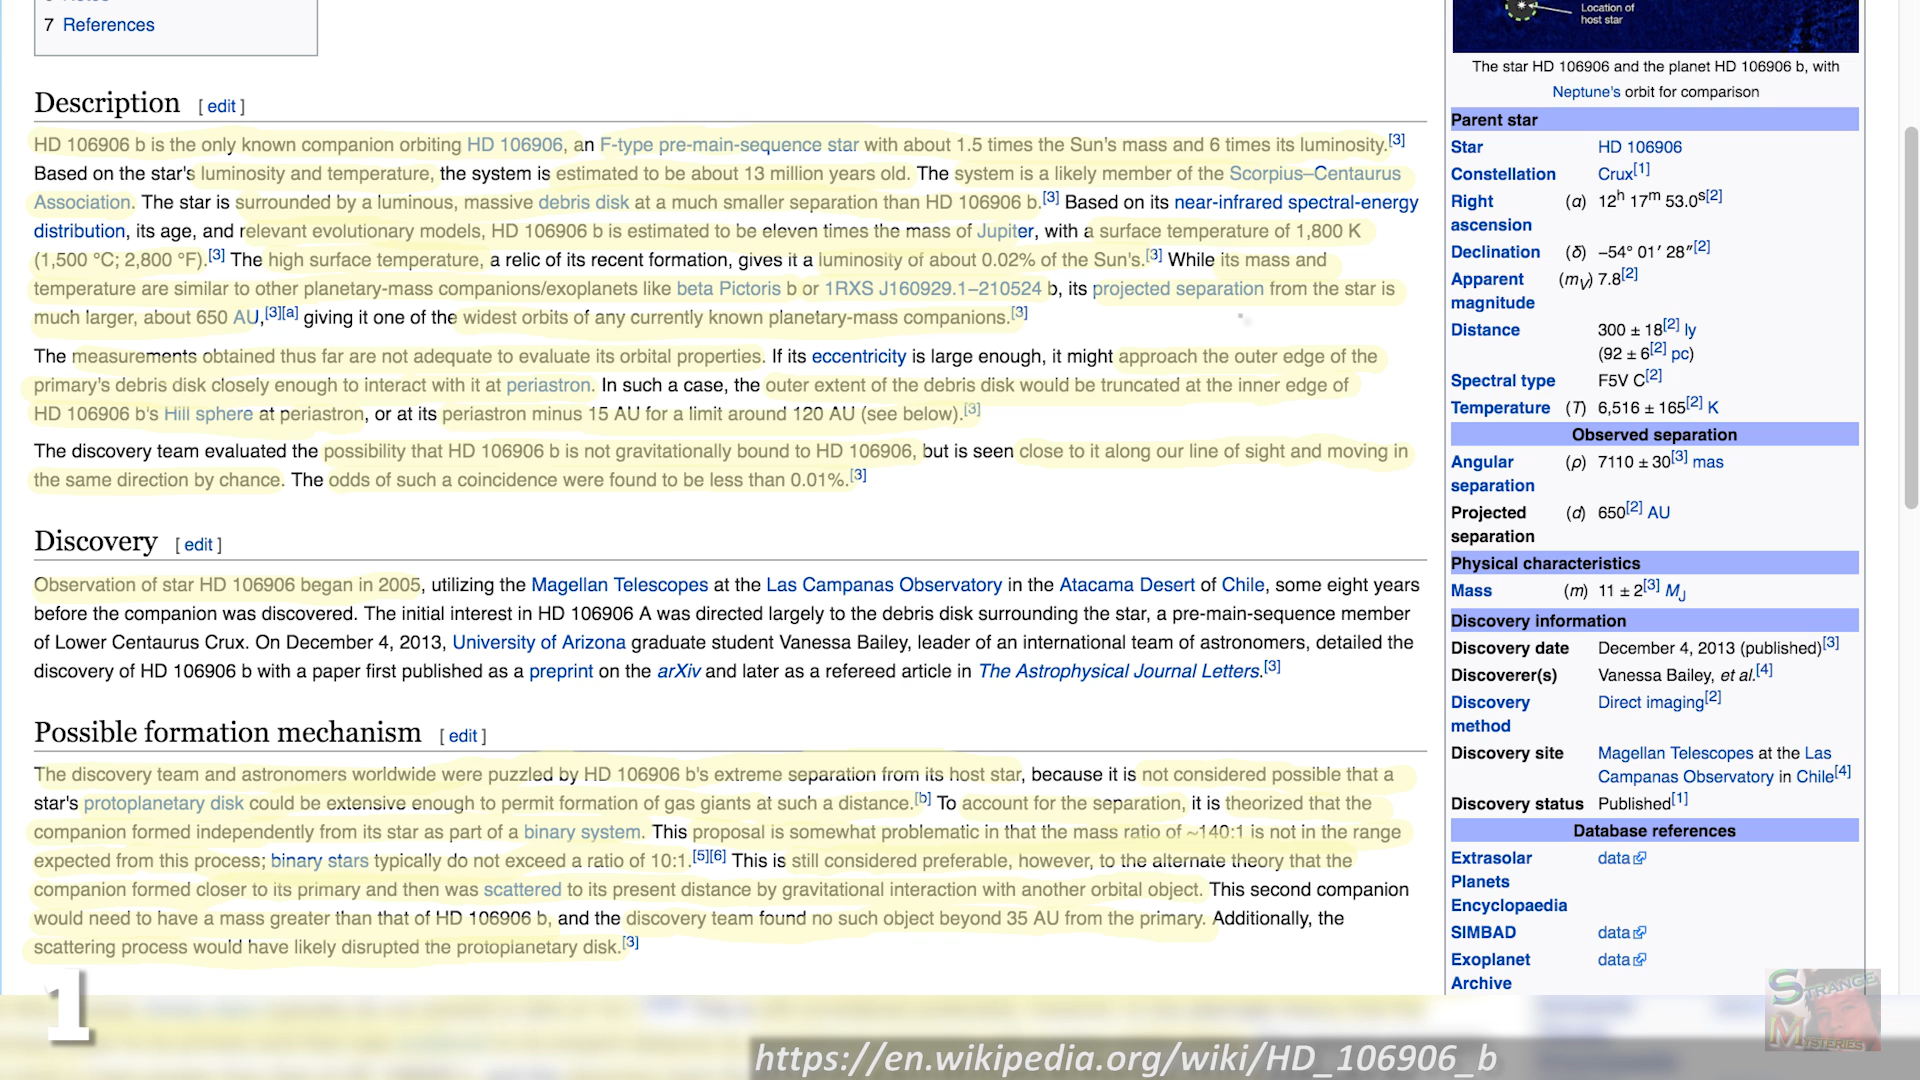 7 References
Description [ edit ]
HD 106906 b is the only known companion orbiting HD 106906, an F-type pre-main-sequence star with about 1.5 times the Sun's mass and 6 times its luminosity.[3]
Based on the star's luminosity and temperature, the system is estimated to be about 13 million years old. The system is a likely member of the Scorpius–Centaurus
Association. The star is surrounded by a luminous, massive debris disk at a much smaller separation than HD 106906 b.[3] Based on its near-infrared spectral-energy
distribution, its age, and relevant evolutionary models, HD 106906 b is estimated to be eleven times the mass of Jupiter, with a surface temperature of 1,800 K
(1,500 °C; 2,800 °F).[3] The high surface temperature, a relic of its recent formation, gives it a luminosity of about 0.02% of the Sun's.[3] While its mass and
temperature are similar to other planetary-mass companions/exoplanets like beta Pictoris b or 1RXS J160929.1–210524 b, its projected separation from the star is
much larger, about 650 AU,[3][a] giving it one of the widest orbits of any currently known planetary-mass companions.[3]
The measurements obtained thus far are not adequate to evaluate its orbital properties. If its eccentricity is large enough, it might approach the outer edge of the
primary's debris disk closely enough to interact with it at periastron. In such a case, the outer extent of the debris disk would be truncated at the inner edge of
HD 106906 b's Hill sphere at periastron, or at its periastron minus 15 AU for a limit around 120 AU (see below).[3]
The discovery team evaluated the possibility that HD 106906 b is not gravitationally bound to HD 106906, but is seen close to it along our line of sight and moving in
the same direction by chance. The odds of such a coincidence were found to be less than 0.01%.[3]
Discovery [ edit ]
Observation of star HD 106906 began in 2005, utilizing the Magellan Telescopes at the Las Campanas Observatory in the Atacama Desert of Chile, some eight years
before the companion was discovered. The initial interest in HD 106906 A was directed largely to the debris disk surrounding the star, a pre-main-sequence member
of Lower Centaurus Crux. On December 4, 2013, University of Arizona graduate student Vanessa Bailey, leader of an international team of astronomers, detailed the
discovery of HD 106906 b with a paper first published as a preprint on the arXiv and later as a refereed article in The Astrophysical Journal Letters.[3]
Possible formation mechanism [ edit ]
The discovery team and astronomers worldwide were puzzled by HD 106906 b's extreme separation from its host star, because it is not considered possible that a
star's protoplanetary disk could be extensive enough to permit formation of gas giants at such a distance.[b] To account for the separation, it is theorized that the
companion formed independently from its star as part of a binary system. This proposal is somewhat problematic in that the mass ratio of ~140:1 is not in the range
expected from this process; binary stars typically do not exceed a ratio of 10:1.[5][6] This is still considered preferable, however, to the alternate theory that the
companion formed closer to its primary and then was scattered to its present distance by gravitational interaction with another orbital object. This second companion
would need to have a mass greater than that of HD 106906 b, and the discovery team found no such object beyond 35 AU from the primary. Additionally, the
scattering process would have likely disrupted the protoplanetary disk.[3]
Location of
host star
The star HD 106906 and the planet HD 106906 b, with
Neptune's orbit for comparison
Parent star
Star HD 106906
Constellation Crux[1]
Right (α) 12h 17m 53.0s[2]
ascension
Declination (δ) –54° 01′ 28″[2]
Apparent (mV) 7.8[2]
magnitude
Distance 300 ± 18[2] ly
(92 ± 6[2] pc)
Spectral type F5V C[2]
Temperature (T) 6,516 ± 165[2] K
Observed separation
Angular (ρ) 7110 ± 30[3] mas
separation
Projected (d) 650[2] AU
separation
Physical characteristics
Mass (m) 11 ± 2[3] MJ
Discovery information
Discovery date December 4, 2013 (published)[3]
Discoverer(s) Vanessa Bailey, et al.[4]
Discovery Direct imaging[2]
method
Discovery site Magellan Telescopes at the Las
Campanas Observatory in Chile[4]
Discovery status Published[1]
Database references
Extrasolar data
Planets
Encyclopaedia
SIMBAD data
Exoplanet data
Archive
1
STRANGE
MYSTERIES
https://en.wikipedia.org/wiki/HD_106906_b